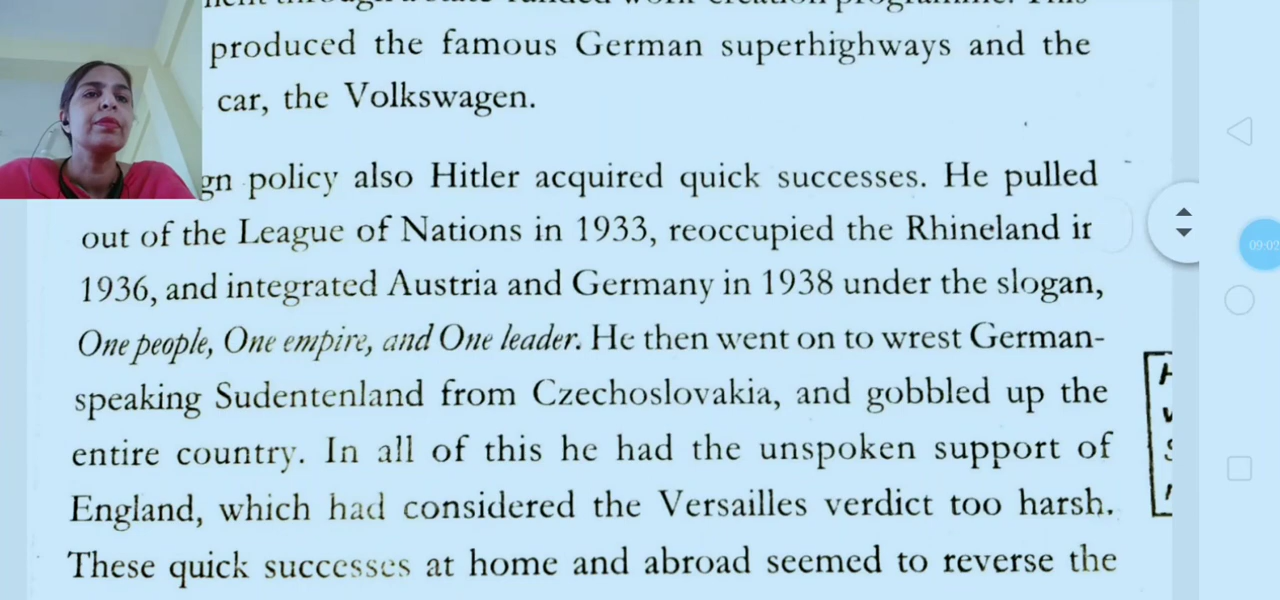 produced the famous German superhighways and the
car, the Volkswagen.
gn policy also Hitler acquired quick successes. He pulled
out of the League of Nations in 1933, reoccupied the Rhineland ir
1936, and integrated Austria and Germany in 1938 under the slogan,
One people, One empire, and One leader. He then went on to wrest German-
speaking Sudentenland from Czechoslovakia, and gobbled up the
entire country. In all of this he had the unspoken support of
England, which had considered the Versailles verdict too harsh.
These quick successes at home and abroad seemed to reverse the
09:02